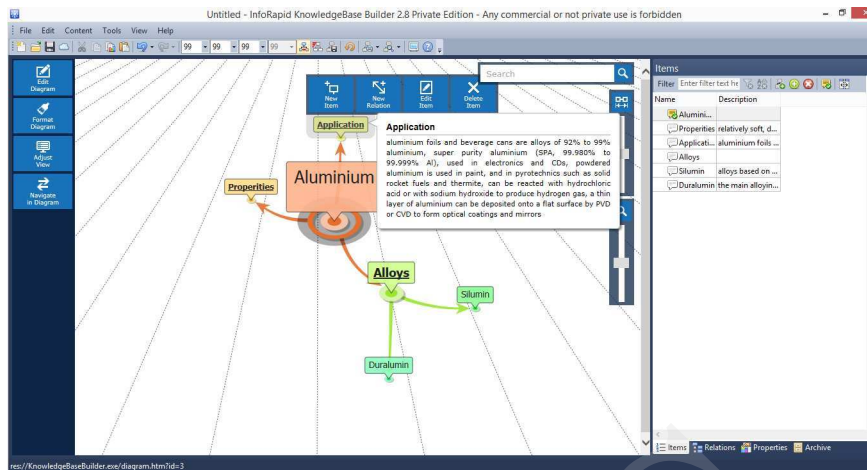 Untitled - InfoRapid KnowledgeBase Builder 2.8 Private Edition - Any commercial or not private use is forbidden
File Edit Content Tools View Help
99 99 99 99
Edit
Diagram
Format
Diagram
Adjust
View
Navigate
in Diagram
Search
New
Item
New
Relation
Edit
Item
Delete
Item
Application
Application
aluminium foils and beverage cans are alloys of 92% to 99%
aluminium, super purity aluminium (SPA, 99.980% to
99.999% Al), used in electronics and CDs, powdered
aluminium is used in paint, and in pyrotechnics such as solid
rocket fuels and thermite, can be reacted with hydrochloric
acid or with sodium hydroxide to produce hydrogen gas, a thin
layer of aluminium can be deposited onto a flat surface by PVD
or CVD to form optical coatings and mirrors
Aluminium
Properities
Alloys
Silumin
Duralumin
Items
Filter Enter filter text he
Name Description
Alumini...
Properities relatively soft, d...
Applicati... aluminium foils ...
Alloys
Silumin alloys based on ...
Duralumin the main alloyin...
Items Relations Properties Archive
res://KnowledgeBaseBuilder.exe/diagram.htm?id=3